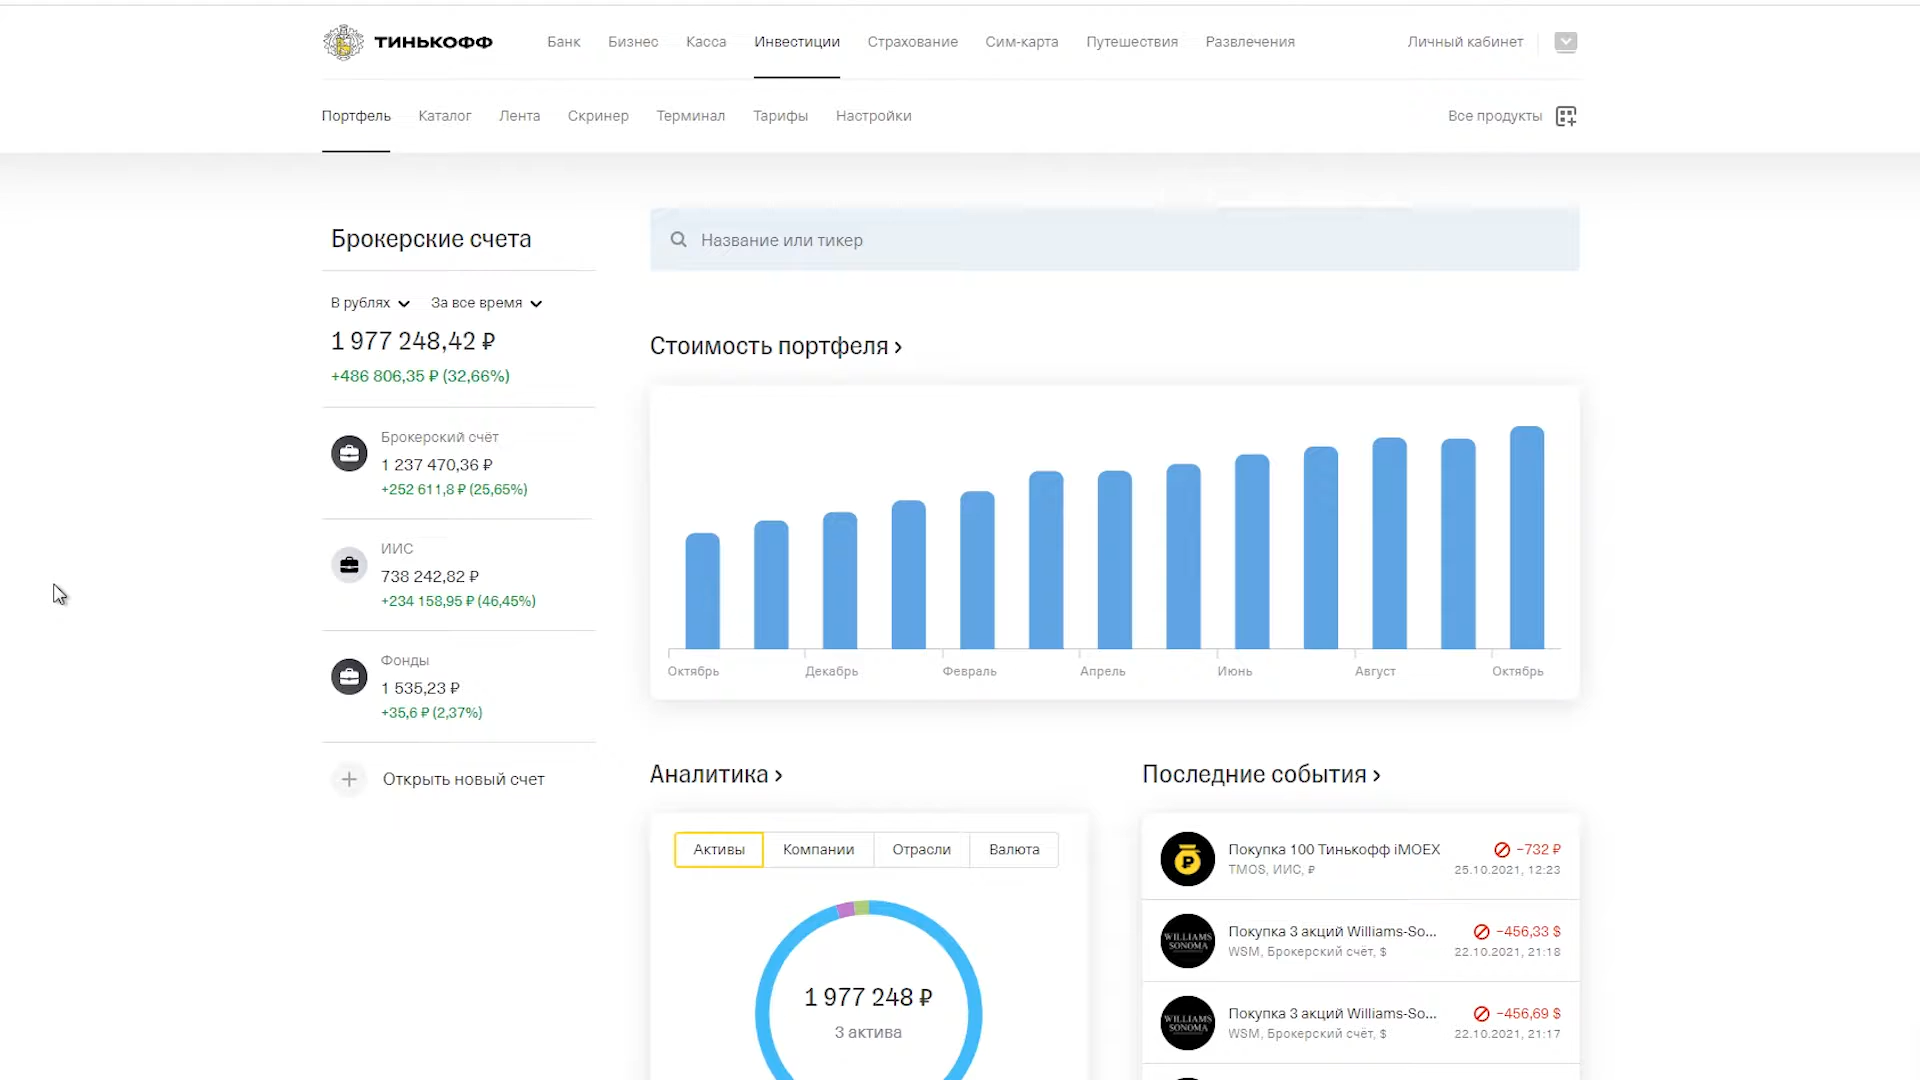 ТИНЬКОФФ
Банк Бизнес Касса Инвестиции Страхование Сим-карта Путешествия Развлечения Личный кабинет
Портфель Каталог Лента Скринер Терминал Тарифы Настройки Все продукты
Брокерские счета
В рублях За все время
1 977 248,42 ₽
+486 806,35 ₽ (32,66%)
Брокерский счёт
1 237 470,36 ₽
+252 611,8 ₽ (25,65%)
ИИС
738 242,82 ₽
+234 158,95 ₽ (46,45%)
Фонды
1 535,23 ₽
+35,6 ₽ (2,37%)
Открыть новый счет
Название или тикер
Стоимость портфеля ›
Октябрь Декабрь Февраль Апрель Июнь Август Октябрь
Аналитика ›
Активы Компании Отрасли Валюта
1 977 248 ₽
3 актива
Последние события ›
Покупка 100 Тинькофф iMOEX −732 ₽
TMOS, ИИС, ₽ 25.10.2021, 12:23
WILLIAMS
SONOMA
Покупка 3 акций Williams-So... −456,33 $
WSM, Брокерский счёт, $ 22.10.2021, 21:18
WILLIAMS
SONOMA
Покупка 3 акций Williams-So... −456,69 $
WSM, Брокерский счёт, $ 22.10.2021, 21:17